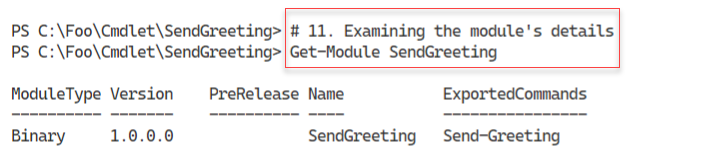 PS C:\Foo\Cmdlet\SendGreeting> # 11. Examining the module's details
PS C:\Foo\Cmdlet\SendGreeting> Get-Module SendGreeting
ModuleType Version    PreRelease Name          ExportedCommands
---------- -------    ---------- ----          ----------------
Binary     1.0.0.0               SendGreeting  Send-Greeting